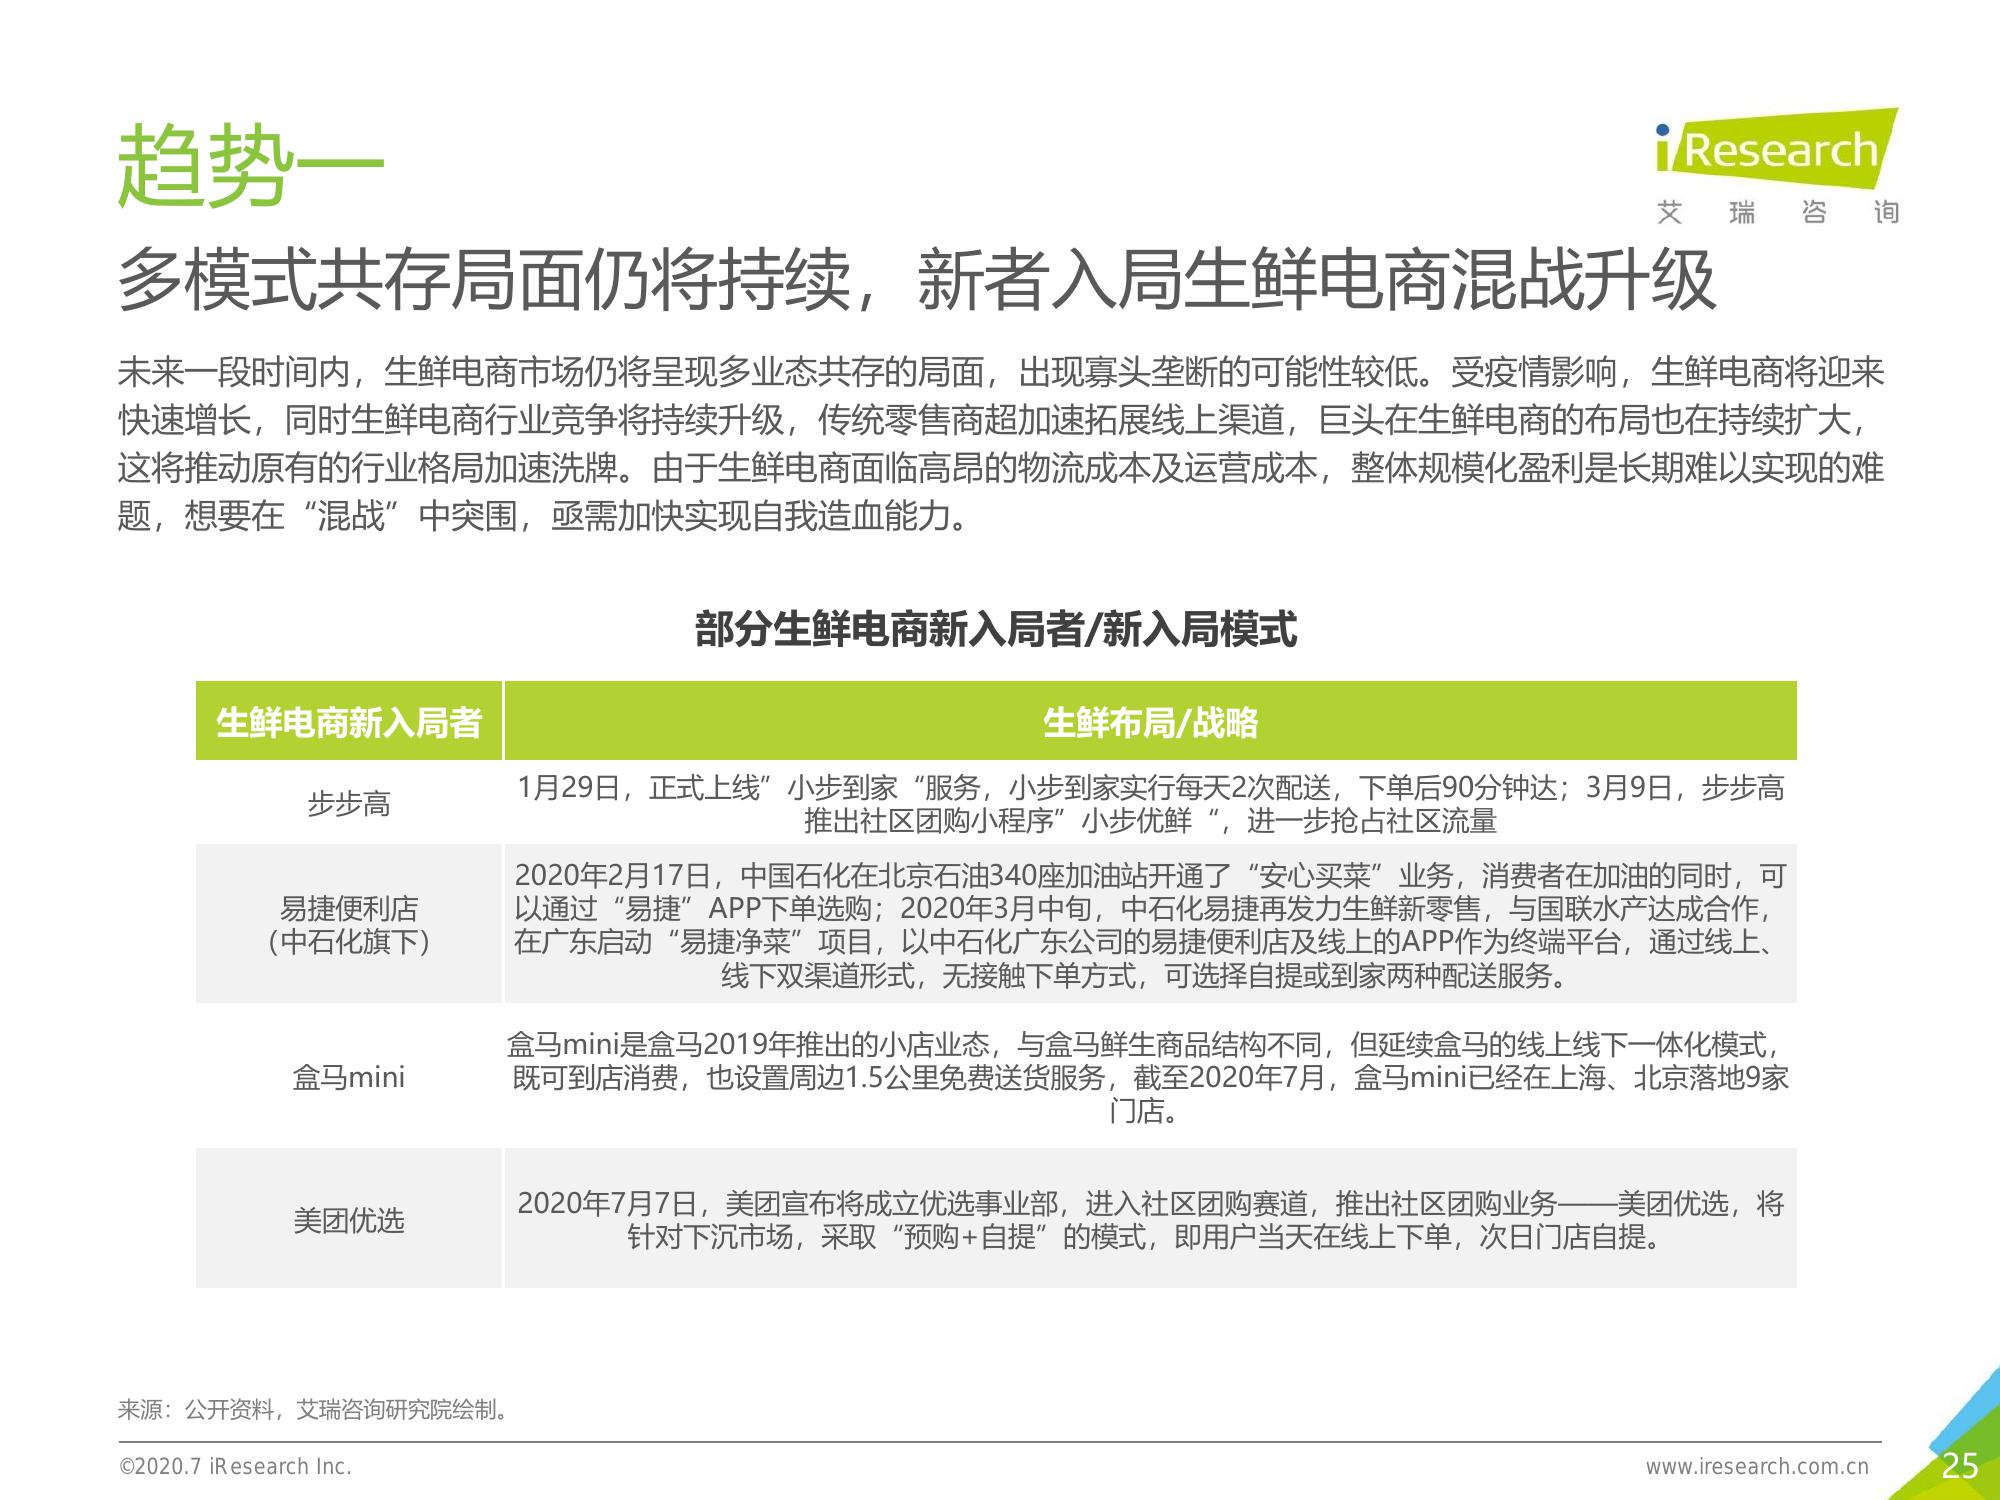 趋势一
iResearch
艾瑞咨询
多模式共存局面仍将持续，新者入局生鲜电商混战升级
未来一段时间内，生鲜电商市场仍将呈现多业态共存的局面，出现寡头垄断的可能性较低。受疫情影响，生鲜电商将迎来
快速增长，同时生鲜电商行业竞争将持续升级，传统零售商超加速拓展线上渠道，巨头在生鲜电商的布局也在持续扩大，
这将推动原有的行业格局加速洗牌。由于生鲜电商面临高昂的物流成本及运营成本，整体规模化盈利是长期难以实现的难
题，想要在“混战”中突围，亟需加快实现自我造血能力。
部分生鲜电商新入局者/新入局模式
生鲜电商新入局者
生鲜布局/战略
步步高
1月29日，正式上线”小步到家“服务，小步到家实行每天2次配送，下单后90分钟达；3月9日，步步高
推出社区团购小程序”小步优鲜“，进一步抢占社区流量
易捷便利店
（中石化旗下）
2020年2月17日，中国石化在北京石油340座加油站开通了“安心买菜”业务，消费者在加油的同时，可
以通过“易捷”APP下单选购；2020年3月中旬，中石化易捷再发力生鲜新零售，与国联水产达成合作，
在广东启动“易捷净菜”项目，以中石化广东公司的易捷便利店及线上的APP作为终端平台，通过线上、
线下双渠道形式，无接触下单方式，可选择自提或到家两种配送服务。
盒马mini
盒马mini是盒马2019年推出的小店业态，与盒马鲜生商品结构不同，但延续盒马的线上线下一体化模式，
既可到店消费，也设置周边1.5公里免费送货服务，截至2020年7月，盒马mini已经在上海、北京落地9家
门店。
美团优选
2020年7月7日，美团宣布将成立优选事业部，进入社区团购赛道，推出社区团购业务——美团优选，将
针对下沉市场，采取“预购+自提”的模式，即用户当天在线上下单，次日门店自提。
来源：公开资料，艾瑞咨询研究院绘制。
©2020.7 iResearch Inc.
www.iresearch.com.cn
25